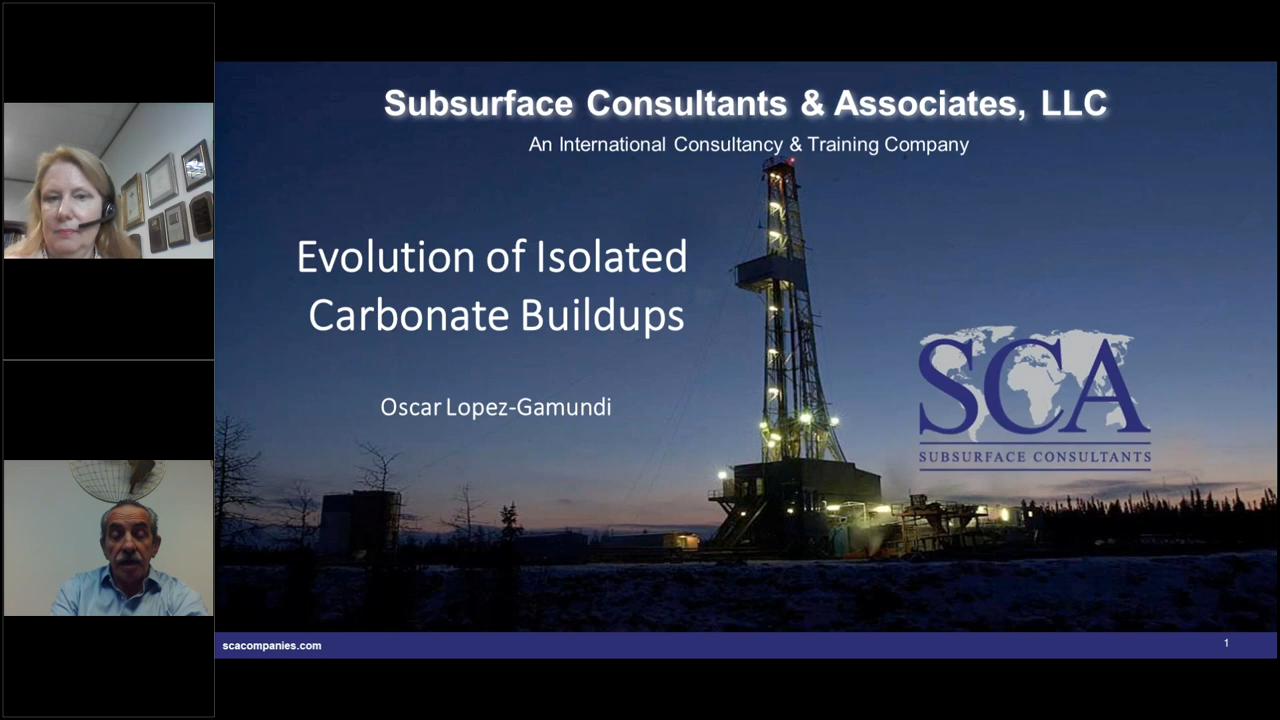 Subsurface Consultants & Associates, LLC
An International Consultancy & Training Company
Evolution of Isolated
Carbonate Buildups
Oscar Lopez-Gamundi
SCA
SUBSURFACE CONSULTANTS
scacompanies.com
1